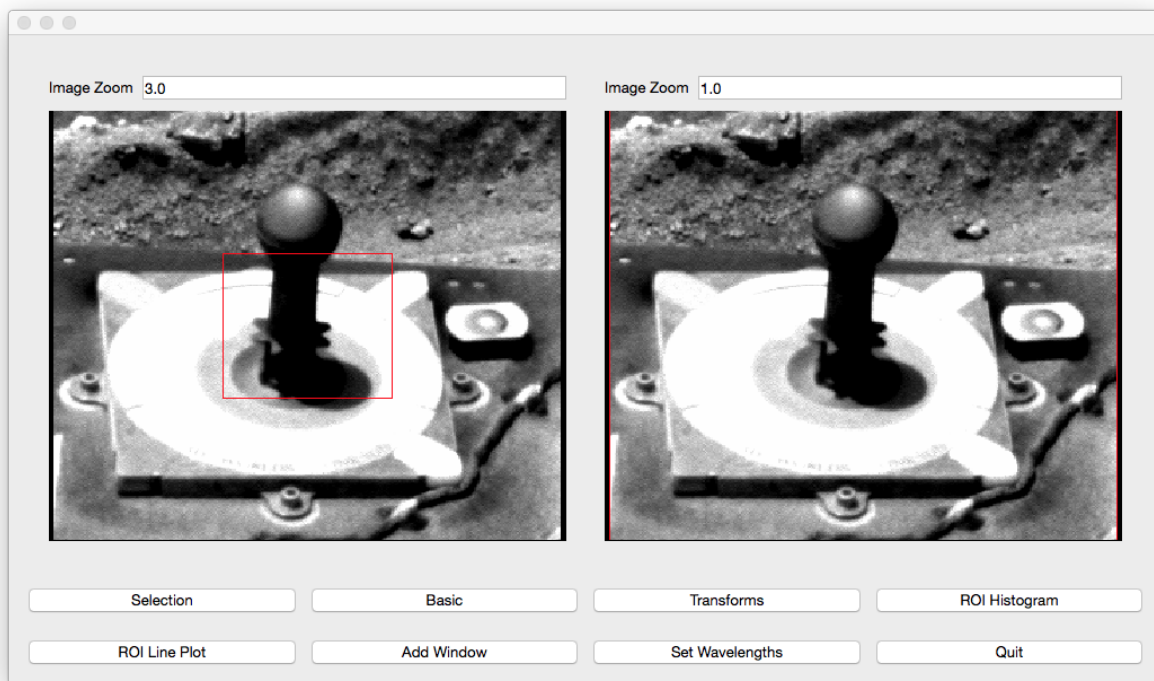 Image Zoom 3.0 Image Zoom 1.0
Selection Basic Transforms ROI Histogram
ROI Line Plot Add Window Set Wavelengths Quit